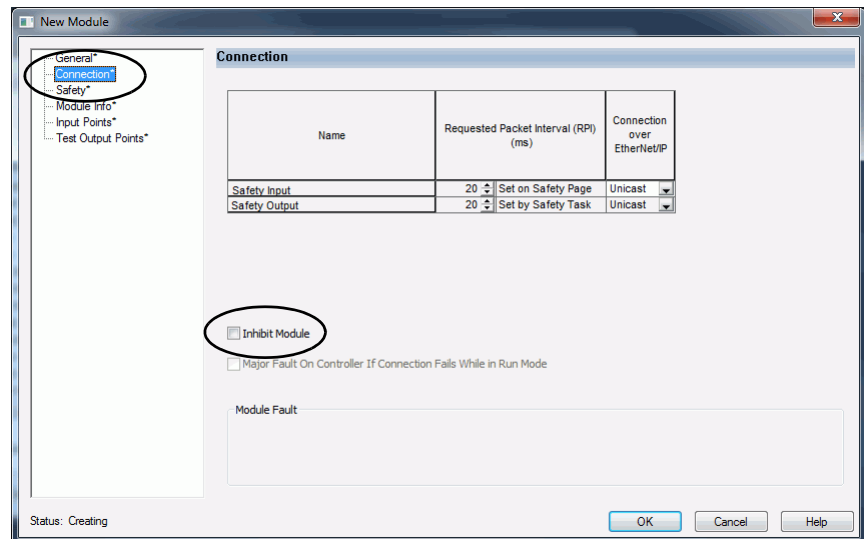 New Module
General*
Connection*
Safety*
Module Info*
Input Points*
Test Output Points*
Connection
Name
Requested Packet Interval (RPI)
(ms)
Connection
over
EtherNet/IP
Safety Input 20 Set on Safety Page Unicast
Safety Output 20 Set by Safety Task Unicast
Inhibit Module
Major Fault On Controller If Connection Fails While in Run Mode
Module Fault
Status: Creating
OK Cancel Help